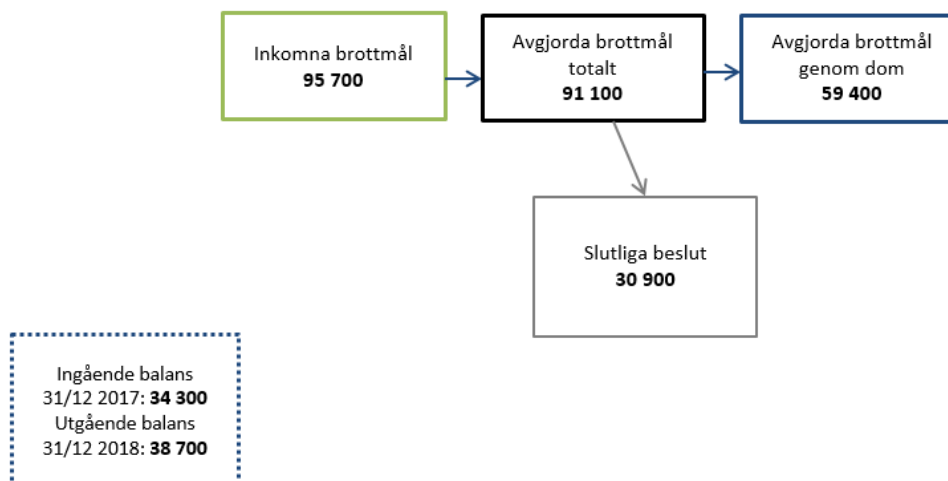 Inkomna brottmål
95 700
Avgjorda brottmål
totalt
91 100
Avgjorda brottmål
genom dom
59 400
Slutliga beslut
30 900
Ingående balans
31/12 2017: 34 300
Utgående balans
31/12 2018: 38 700